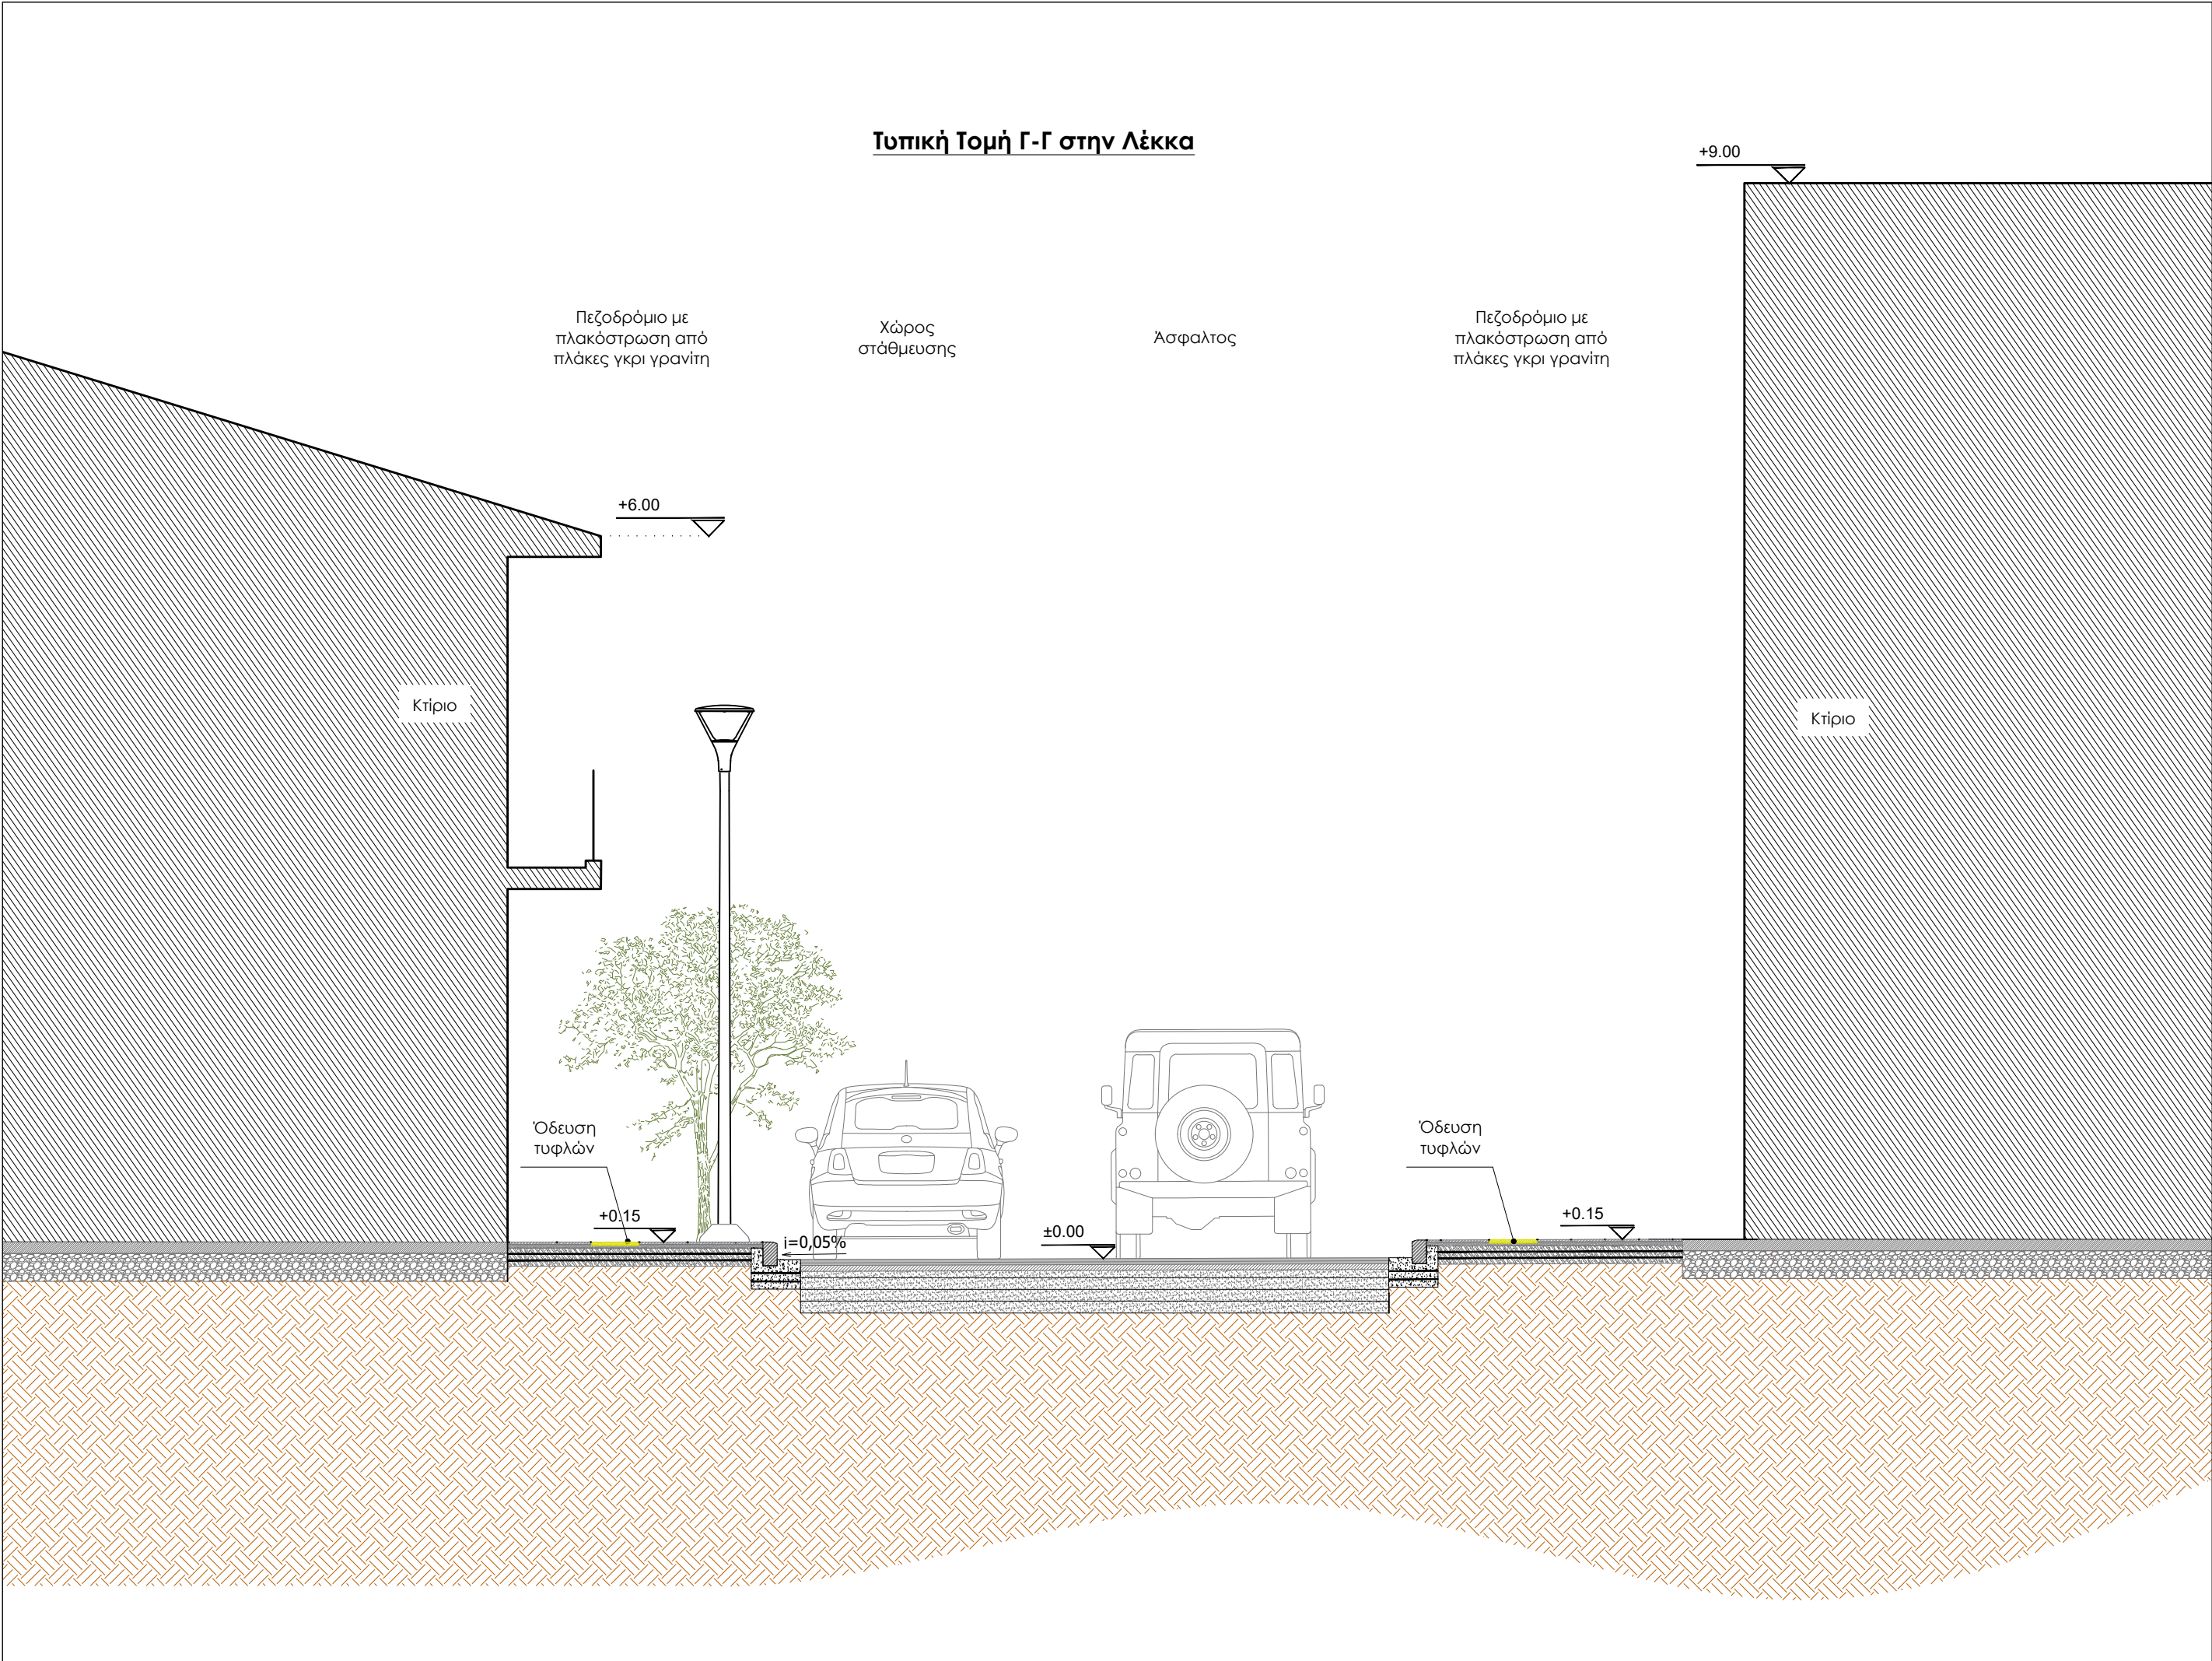 Τυπική Τομή Γ-Γ στην Λέκκα
+9.00
Πεζοδρόμιο με
πλακόστρωση από
πλάκες γκρι γρανίτη
Χώρος
στάθμευσης
Άσφαλτος
Πεζοδρόμιο με
πλακόστρωση από
πλάκες γκρι γρανίτη
+6.00
Κτίριο
Κτίριο
Όδευση
τυφλών
Όδευση
τυφλών
+0.15
i=0,05%
±0.00
+0.15